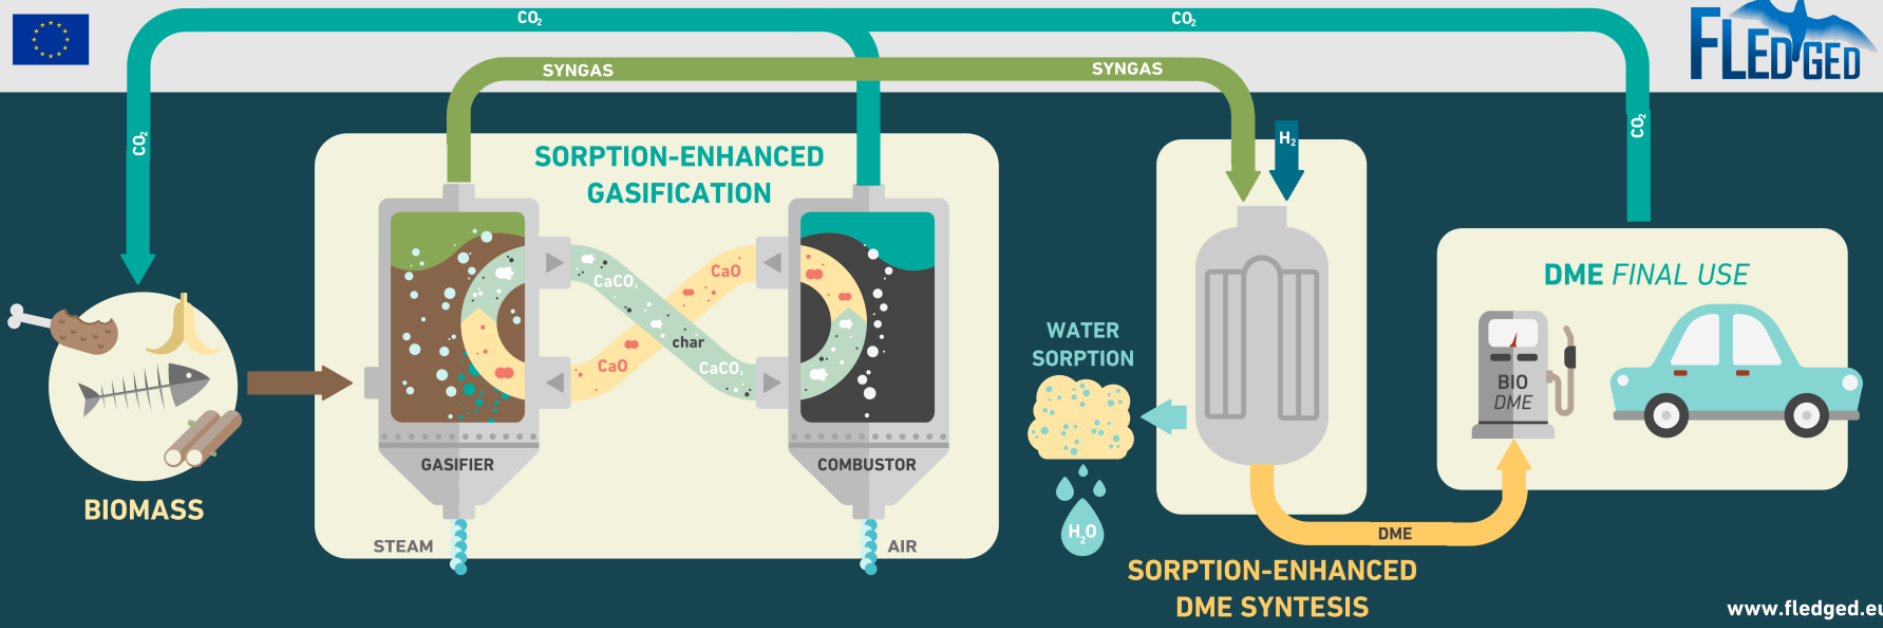 CO₂
CO₂
FLEDGED
SYNGAS
SYNGAS
CO₂
CO₂
H₂
SORPTION-ENHANCED
GASIFICATION
CaCO₃
CaO
char
CaO
CaCO₃
GASIFIER
COMBUSTOR
STEAM
AIR
BIOMASS
WATER
SORPTION
H₂O
DME FINAL USE
BIO
DME
DME
SORPTION-ENHANCED
DME SYNTESIS
www.fledged.eu